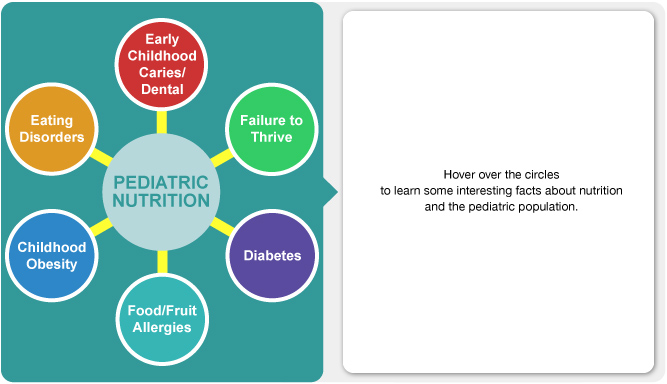 Early
Childhood
Caries/
Dental
Eating
Disorders
Failure to
Thrive
PEDIATRIC
NUTRITION
Childhood
Obesity
Diabetes
Food/Fruit
Allergies
Hover over the circles
to learn some interesting facts about nutrition
and the pediatric population.